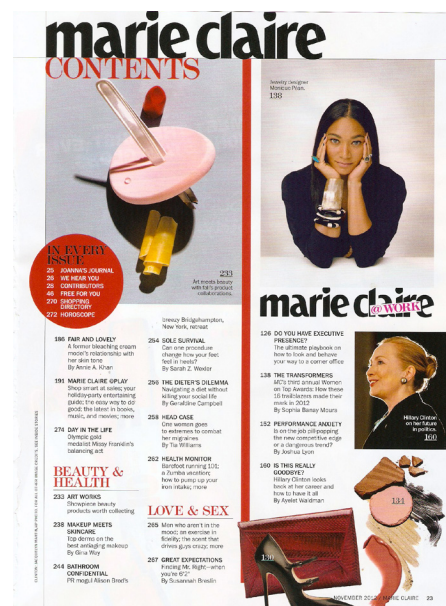 marie claire
CONTENTS
Jewelry designer
Monique Péan.
138
233
Art meets beauty
with fall's product
collaborations.
IN EVERY
ISSUE
25 JOANNA'S JOURNAL
26 WE HEAR YOU
28 CONTRIBUTORS
46 FREE FOR YOU
270 SHOPPING
DIRECTORY
272 HOROSCOPE
186 FAIR AND LOVELY
A former bleaching cream
model's relationship with
her skin tone
By Annie A. Khan
191 MARIE CLAIRE @PLAY
Shop smart at sales; your
holiday-party entertaining
guide; the easy way to do
good; the latest in books,
music, and movies; more
274 DAY IN THE LIFE
Olympic gold
medalist Missy Franklin's
balancing act
BEAUTY &
HEALTH
233 ART WORKS
Showpiece beauty
products worth collecting
238 MAKEUP MEETS
SKINCARE
Top derms on the
best antiaging makeup
By Gina Way
244 BATHROOM
CONFIDENTIAL
PR mogul Alison Brod's
breezy Bridgehampton,
New York, retreat
254 SOLE SURVIVAL
Can one procedure
change how your feet
feel in heels?
By Sarah Z. Wexler
256 THE DIETER'S DILEMMA
Navigating a diet without
killing your social life
By Geraldine Campbell
258 HEAD CASE
One woman goes
to extremes to combat
her migraines
By Tia Williams
262 HEALTH MONITOR
Barefoot running 101;
a Zumba vacation;
how to pump up your
iron intake; more
LOVE & SEX
265 Men who aren't in the
mood; an exercise in
fidelity; the scent that
drives guys crazy; more
267 GREAT EXPECTATIONS
Finding Mr. Right—when
you're 6'2"
By Susannah Breslin
marie claire
@WORK
126 DO YOU HAVE EXECUTIVE
PRESENCE?
The ultimate playbook on
how to look and behave
your way to a corner office
138 THE TRANSFORMERS
MC's third annual Women
on Top Awards: How these
16 trailblazers made their
mark in 2012
By Sophia Banay Moura
152 PERFORMANCE ANXIETY
Is on the job pillpopping
the new competitive edge
or a dangerous trend?
By Joshua Lyon
160 IS THIS REALLY
GOODBYE?
Hillary Clinton looks
back at her career and
how to have it all
By Ayelet Waldman
Hillary Clinton
on her future
in politics.
160
134
130
NOVEMBER 2012 / MARIE CLAIRE 23